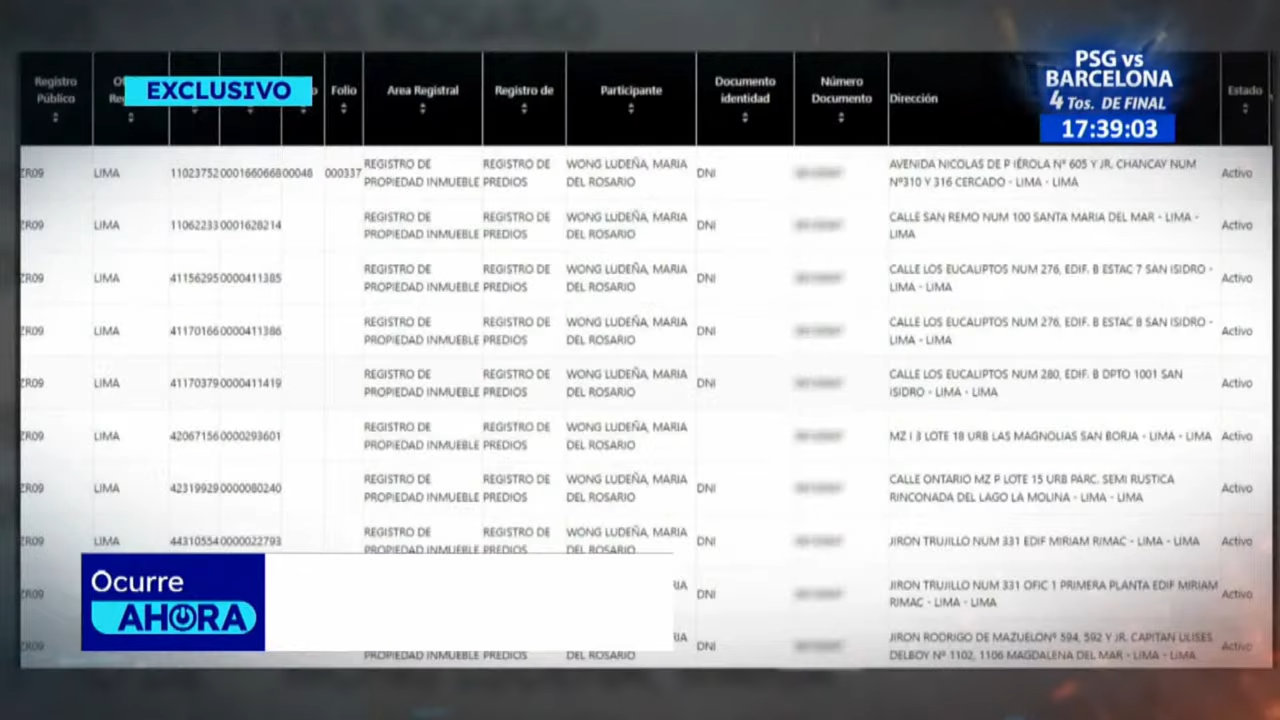 EXCLUSIVO
PSG vs
BARCELONA
4 Tos. DE FINAL
17:39:03
Registro Público Folio Area Registral Registro de Participante Documento identidad Número Documento Dirección Estado
ZR09 LIMA 11023752 0001660668 00048 000337 REGISTRO DE REGISTRO DE WONG LUDEÑA, MARIA DNI AVENIDA NICOLAS DE P IÉROLA Nº 605 Y JR. CHANCAY NUM Activo
PROPIEDAD INMUEBLE PREDIOS DEL ROSARIO Nº310 Y 316 CERCADO - LIMA - LIMA
ZR09 LIMA 11062233 0001628214 REGISTRO DE REGISTRO DE WONG LUDEÑA, MARIA DNI CALLE SAN REMO NUM 100 SANTA MARIA DEL MAR - LIMA - Activo
PROPIEDAD INMUEBLE PREDIOS DEL ROSARIO LIMA
ZR09 LIMA 41156295 0000411385 REGISTRO DE REGISTRO DE WONG LUDEÑA, MARIA DNI CALLE LOS EUCALIPTOS NUM 276, EDIF. B ESTAC 7 SAN ISIDRO - Activo
PROPIEDAD INMUEBLE PREDIOS DEL ROSARIO LIMA - LIMA
ZR09 LIMA 41170166 0000411386 REGISTRO DE REGISTRO DE WONG LUDEÑA, MARIA DNI CALLE LOS EUCALIPTOS NUM 276, EDIF. B ESTAC 8 SAN ISIDRO - Activo
PROPIEDAD INMUEBLE PREDIOS DEL ROSARIO LIMA - LIMA
ZR09 LIMA 41170379 0000411419 REGISTRO DE REGISTRO DE WONG LUDEÑA, MARIA DNI CALLE LOS EUCALIPTOS NUM 280, EDIF. B DPTO 1001 SAN Activo
PROPIEDAD INMUEBLE PREDIOS DEL ROSARIO ISIDRO - LIMA - LIMA
ZR09 LIMA 42067156 0000293601 REGISTRO DE REGISTRO DE WONG LUDEÑA, MARIA DNI MZ I 3 LOTE 18 URB LAS MAGNOLIAS SAN BORJA - LIMA - LIMA Activo
PROPIEDAD INMUEBLE PREDIOS DEL ROSARIO
ZR09 LIMA 42319929 0000080240 REGISTRO DE REGISTRO DE WONG LUDEÑA, MARIA DNI CALLE ONTARIO MZ P LOTE 15 URB PARC. SEMI RUSTICA Activo
PROPIEDAD INMUEBLE PREDIOS DEL ROSARIO RINCONADA DEL LAGO LA MOLINA - LIMA - LIMA
ZR09 LIMA 44310554 0000022793 REGISTRO DE REGISTRO DE WONG LUDEÑA, MARIA DNI JIRON TRUJILLO NUM 331 EDIF MIRIAM RIMAC - LIMA - LIMA Activo
PROPIEDAD INMUEBLE PREDIOS DEL ROSARIO
ZR09 DNI JIRON TRUJILLO NUM 331 OFIC 1 PRIMERA PLANTA EDIF MIRIAM Activo
RIMAC - LIMA - LIMA
ZR09 DNI JIRON RODRIGO DE MAZUELONº 594, 592 Y JR. CAPITAN ULISES Activo
PROPIEDAD INMUEBLE PREDIOS DEL ROSARIO DELBOY Nº 1102, 1106 MAGDALENA DEL MAR - LIMA - LIMA
Ocurre
AHORA